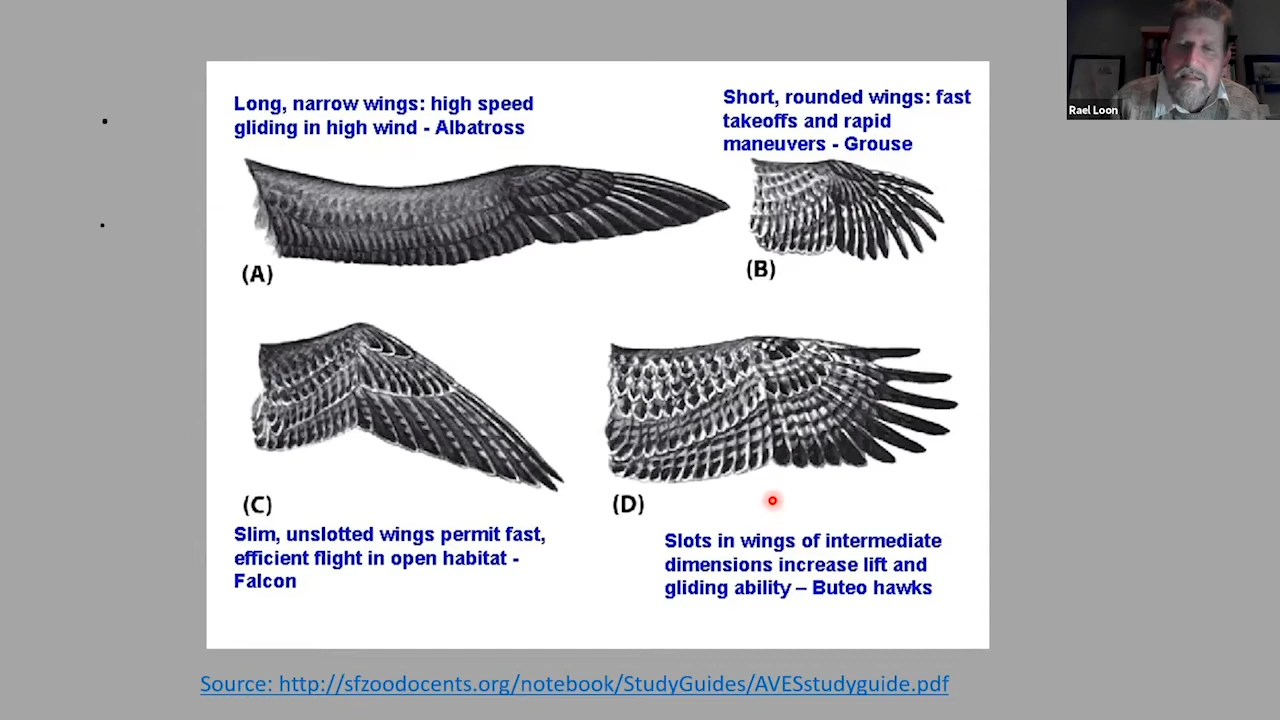 Long, narrow wings: high speed
gliding in high wind - Albatross
Short, rounded wings: fast
takeoffs and rapid
maneuvers - Grouse
Rael Loon
(A)
(B)
(C)
Slim, unslotted wings permit fast,
efficient flight in open habitat -
Falcon
(D)
Slots in wings of intermediate
dimensions increase lift and
gliding ability – Buteo hawks
Source: http://sfzoodocents.org/notebook/StudyGuides/AVESstudyguide.pdf